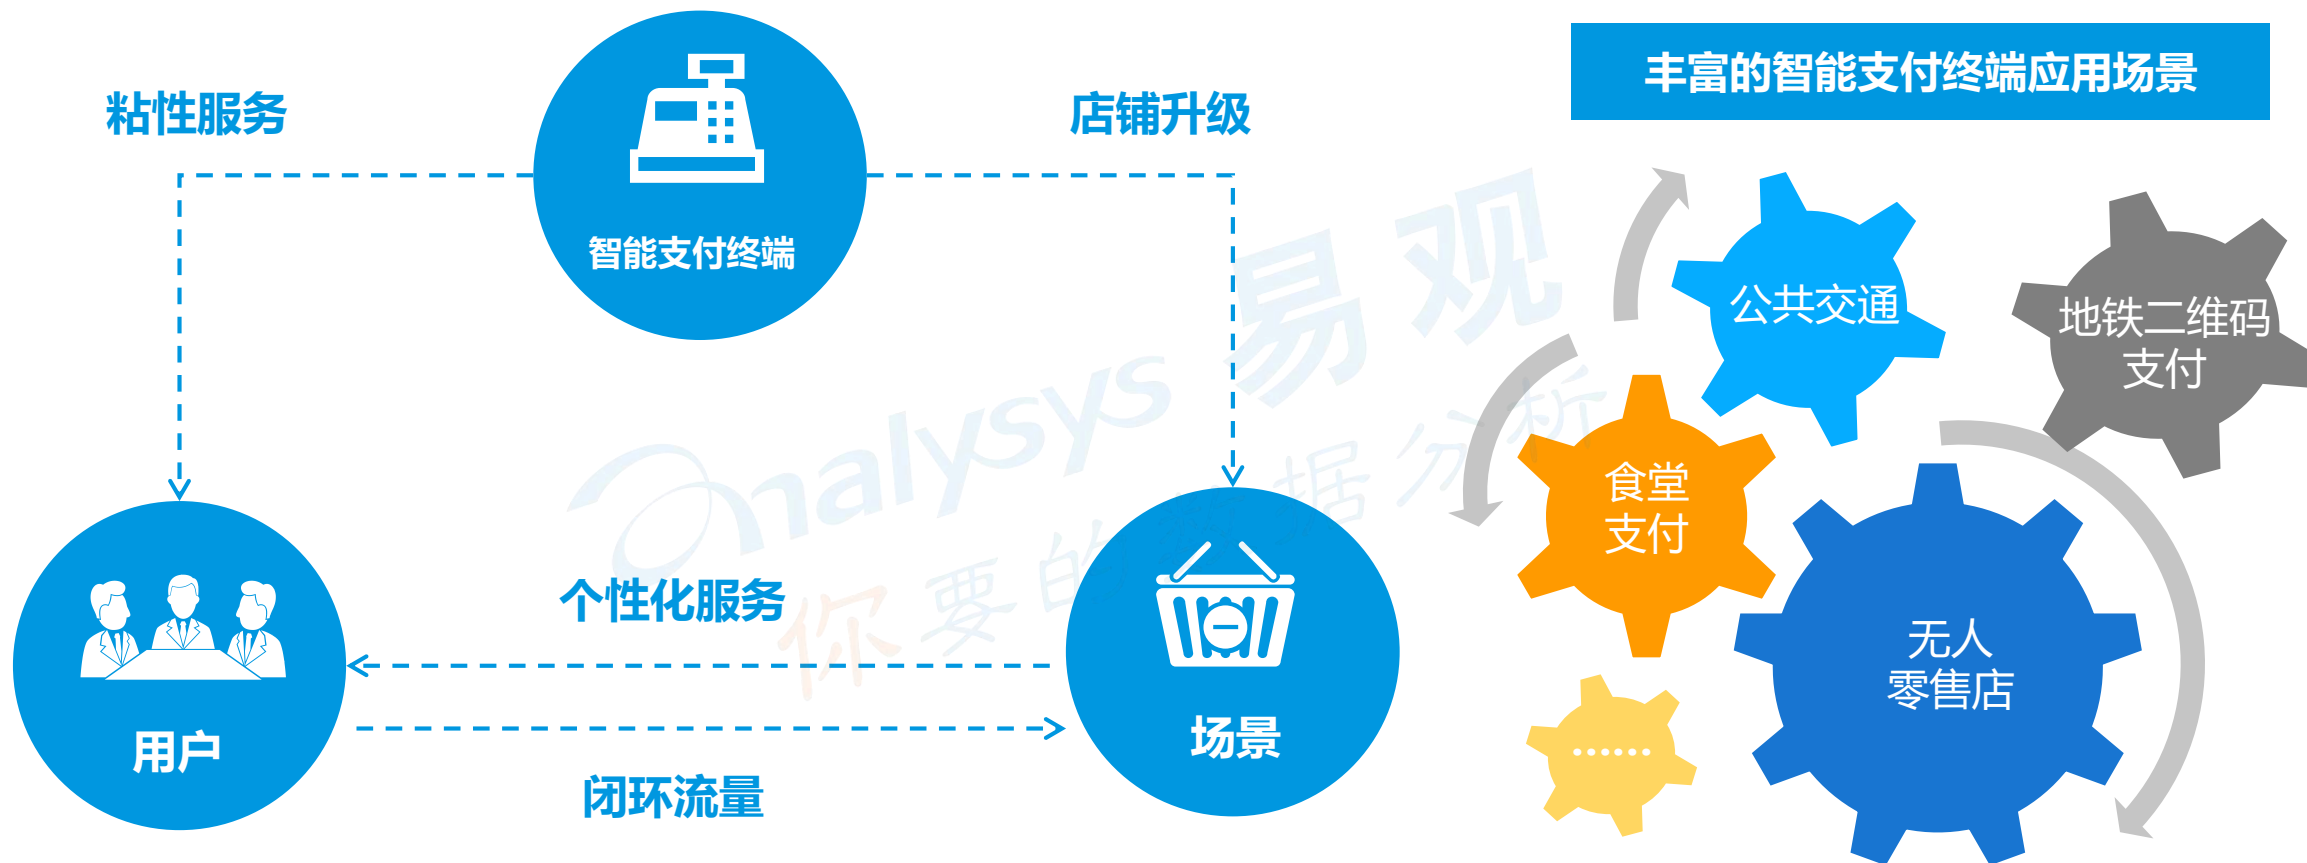 粘性服务
店铺升级
智能支付终端
个性化服务
用户
场景
闭环流量
丰富的智能支付终端应用场景
公共交通
地铁二维码
支付
食堂
支付
无人
零售店
......
analysys 易观
你要的数据分析